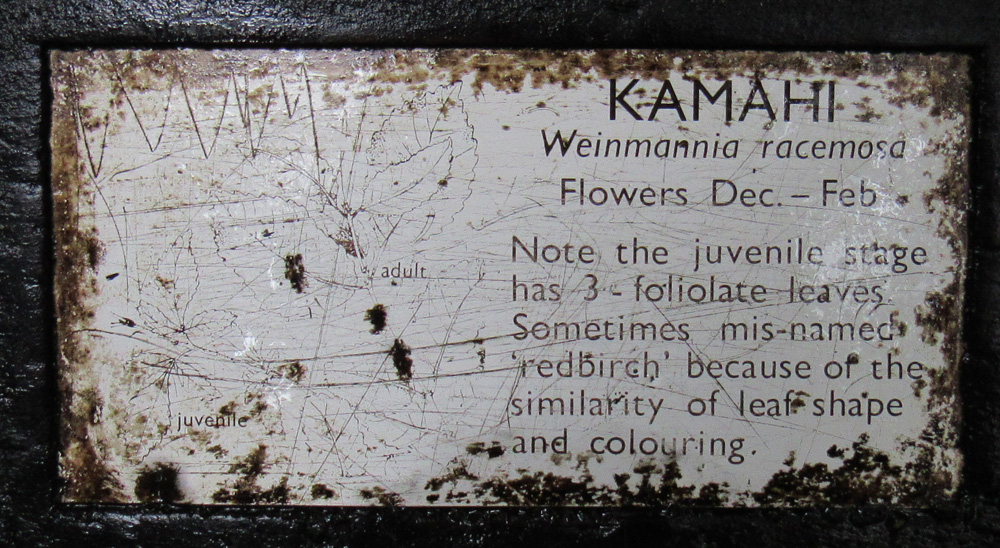 KAMAHI
Weinmannia racemosa
Flowers Dec. – Feb.
Note the juvenile stage
has 3 - foliolate leaves.
Sometimes mis-named
'redbirch' because of the
similarity of leaf shape
and colouring.
adult
juvenile